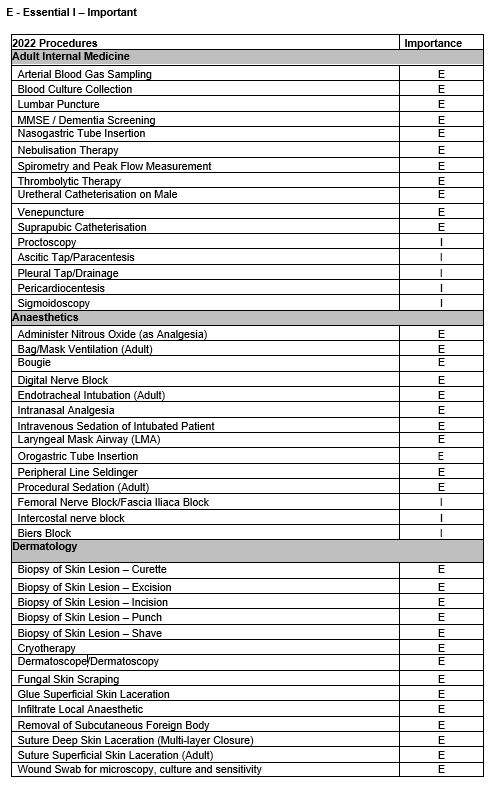 E - Essential I – Important
2022 Procedures Importance
Adult Internal Medicine
Arterial Blood Gas Sampling E
Blood Culture Collection E
Lumbar Puncture E
MMSE / Dementia Screening E
Nasogastric Tube Insertion E
Nebulisation Therapy E
Spirometry and Peak Flow Measurement E
Thrombolytic Therapy E
Urethral Catheterisation on Male E
Venepuncture E
Suprapubic Catheterisation E
Proctoscopy I
Ascitic Tap/Paracentesis I
Pleural Tap/Drainage I
Pericardiocentesis I
Sigmoidoscopy I
Anaesthetics
Administer Nitrous Oxide (as Analgesia) E
Bag/Mask Ventilation (Adult) E
Bougie E
Digital Nerve Block E
Endotracheal Intubation (Adult) E
Intranasal Analgesia E
Intravenous Sedation of Intubated Patient E
Laryngeal Mask Airway (LMA) E
Orogastric Tube Insertion E
Peripheral Line Seldinger E
Procedural Sedation (Adult) E
Femoral Nerve Block/Fascia Iliaca Block I
Intercostal nerve block I
Biers Block I
Dermatology
Biopsy of Skin Lesion – Curette E
Biopsy of Skin Lesion – Excision E
Biopsy of Skin Lesion – Incision E
Biopsy of Skin Lesion – Punch E
Biopsy of Skin Lesion – Shave E
Cryotherapy E
Dermatoscope/Dermatoscopy E
Fungal Skin Scraping E
Glue Superficial Skin Laceration E
Infiltrate Local Anaesthetic E
Removal of Subcutaneous Foreign Body E
Suture Deep Skin Laceration (Multi-layer Closure) E
Suture Superficial Skin Laceration (Adult) E
Wound Swab for microscopy, culture and sensitivity E